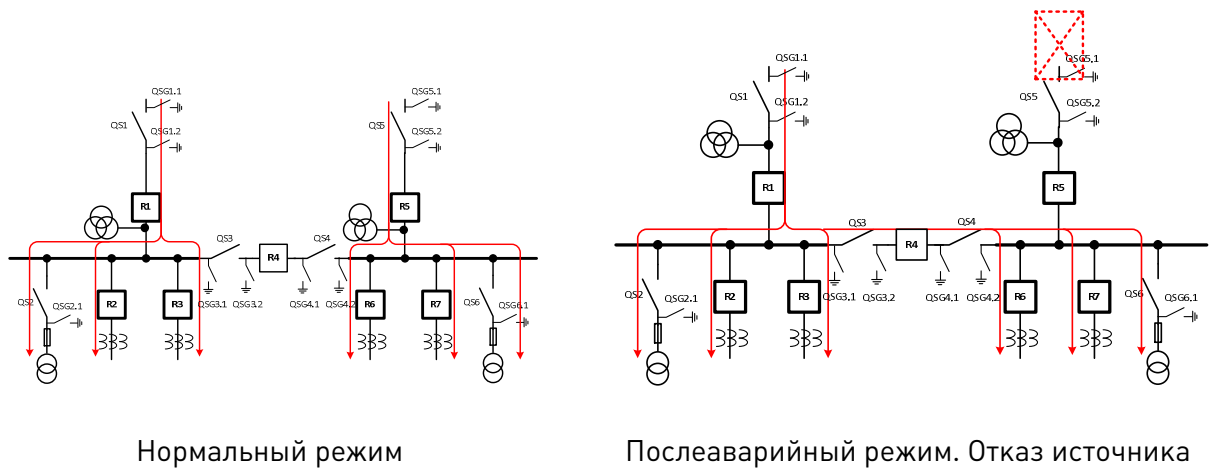 QSG1.1
QS1
QSG1.2
R1
QSG5.1
QS5
QSG5.2
R5
QS3
R4
QS4
QS2
QSG2.1
R2
R3
QSG3.1
QSG3.2
QSG4.1
QSG4.2
R6
R7
QS6
QSG6.1
Нормальный режим
QSG1.1
QS1
QSG1.2
R1
QSG5.1
QS5
QSG5.2
R5
QS3
R4
QS4
QS2
QSG2.1
R2
R3
QSG3.1
QSG3.2
QSG4.1
QSG4.2
R6
R7
QS6
QSG6.1
Послеаварийный режим. Отказ источника